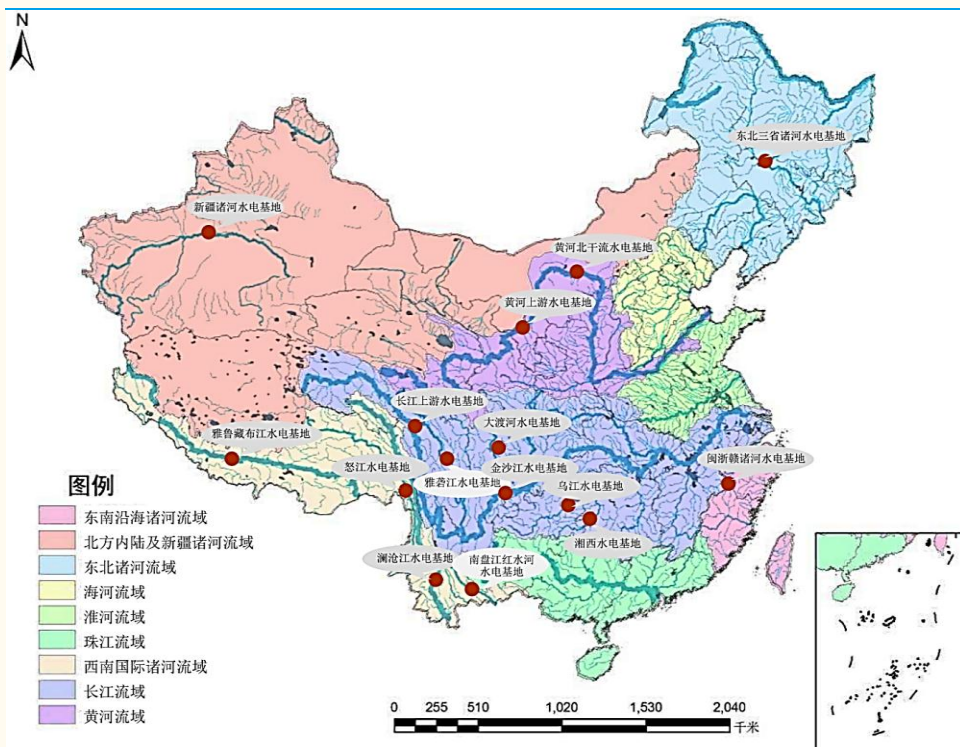 N
东北三省诸河水电基地
新疆诸河水电基地
黄河北干流水电基地
黄河上游水电基地
长江上游水电基地
大渡河水电基地
雅鲁藏布江水电基地
闽浙赣诸河水电基地
怒江水电基地
金沙江水电基地
雅砻江水电基地
乌江水电基地
湘西水电基地
澜沧江水电基地
南盘江红水河
水电基地
图例
东南沿海诸河流域
北方内陆及新疆诸河流域
东北诸河流域
海河流域
淮河流域
珠江流域
西南国际诸河流域
长江流域
黄河流域
0 255 510 1,020 1,530 2,040
千米